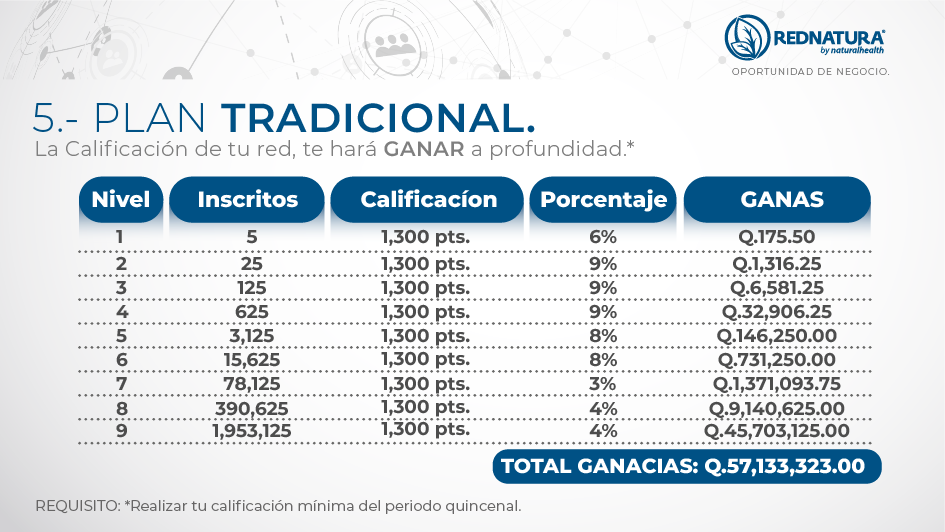 REDNATURA®
by naturalhealth
OPORTUNIDAD DE NEGOCIO.
5.- PLAN TRADICIONAL.
La Calificación de tu red, te hará GANAR a profundidad.*
Nivel Inscritos Calificacíon Porcentaje GANAS
1 5 1,300 pts. 6% Q.175.50
2 25 1,300 pts. 9% Q.1,316.25
3 125 1,300 pts. 9% Q.6,581.25
4 625 1,300 pts. 9% Q.32,906.25
5 3,125 1,300 pts. 8% Q.146,250.00
6 15,625 1,300 pts. 8% Q.731,250.00
7 78,125 1,300 pts. 3% Q.1,371,093.75
8 390,625 1,300 pts. 4% Q.9,140,625.00
9 1,953,125 1,300 pts. 4% Q.45,703,125.00
TOTAL GANACIAS: Q.57,133,323.00
REQUISITO: *Realizar tu calificación mínima del periodo quincenal.